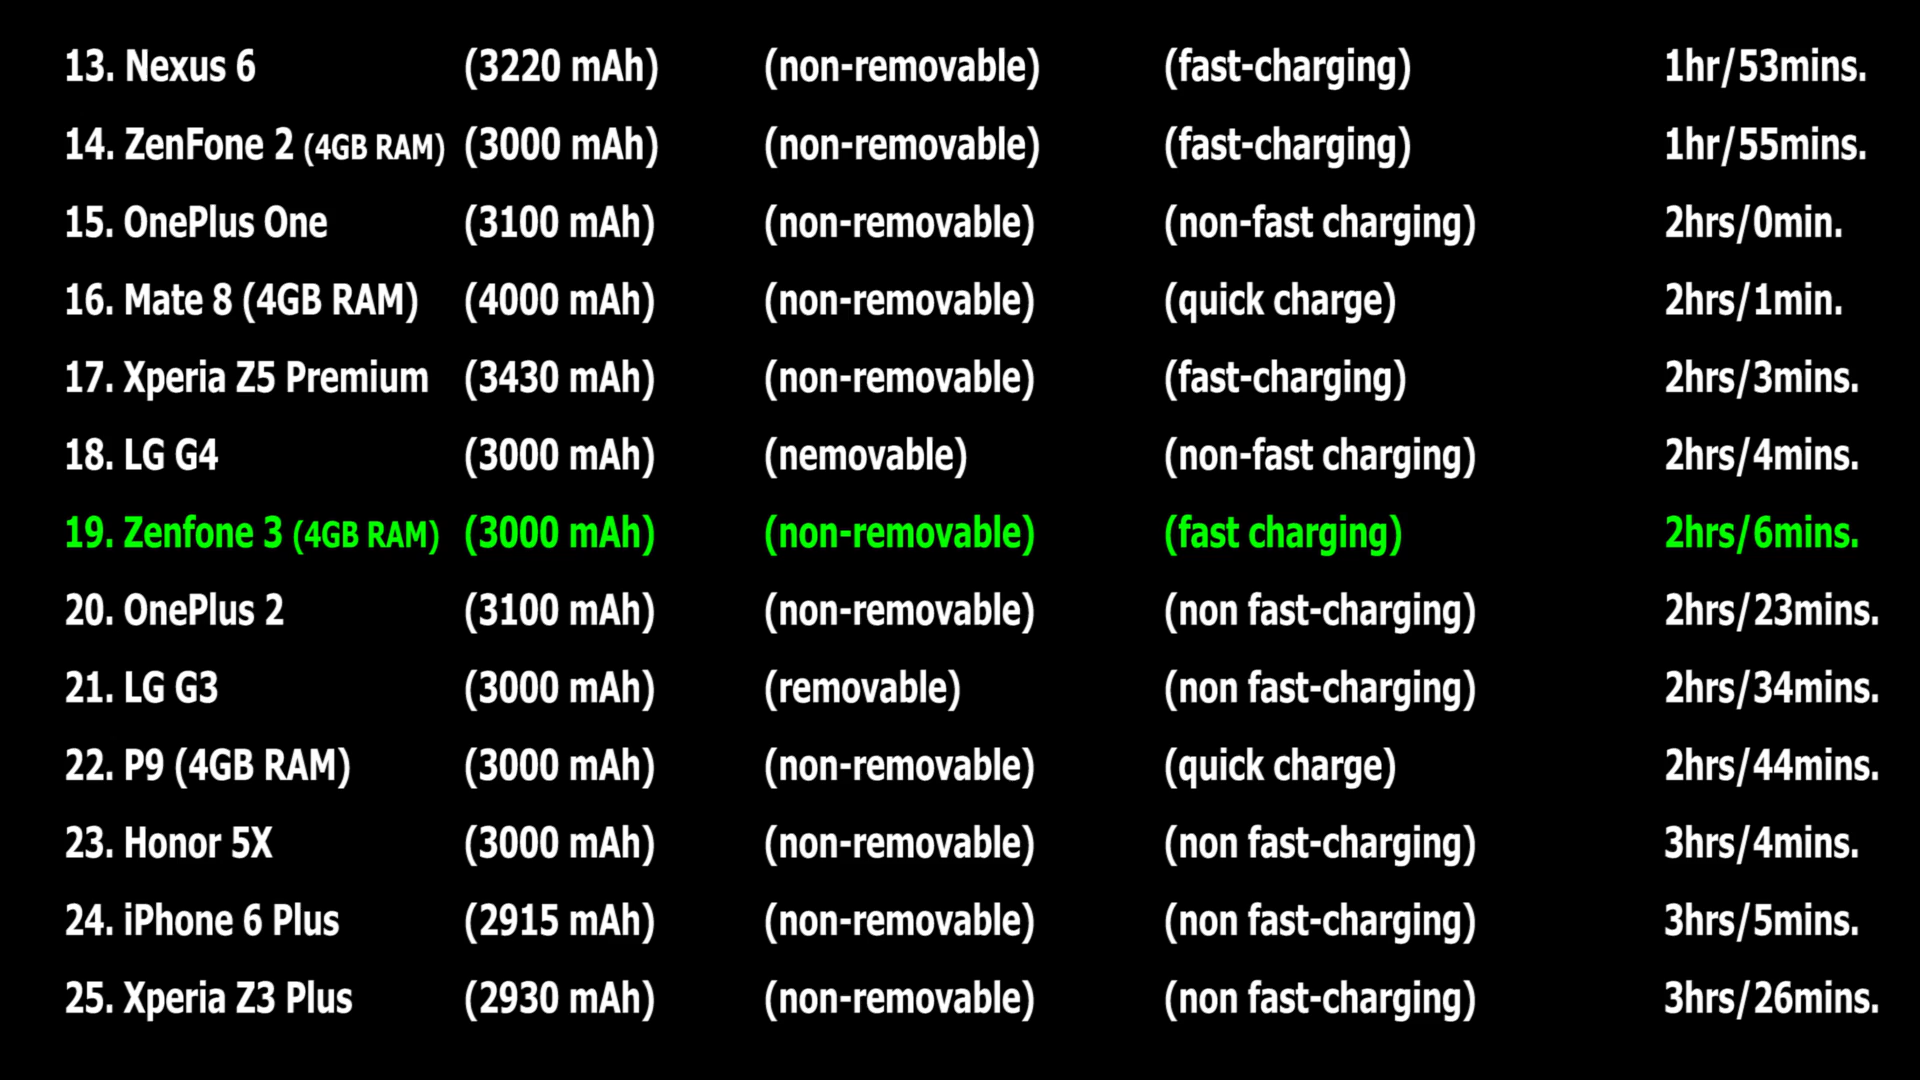 13. Nexus 6 (3220 mAh) (non-removable) (fast-charging) 1hr/53mins.
14. ZenFone 2 (4GB RAM) (3000 mAh) (non-removable) (fast-charging) 1hr/55mins.
15. OnePlus One (3100 mAh) (non-removable) (non-fast charging) 2hrs/0min.
16. Mate 8 (4GB RAM) (4000 mAh) (non-removable) (quick charge) 2hrs/1min.
17. Xperia Z5 Premium (3430 mAh) (non-removable) (fast-charging) 2hrs/3mins.
18. LG G4 (3000 mAh) (nemovable) (non-fast charging) 2hrs/4mins.
19. Zenfone 3 (4GB RAM) (3000 mAh) (non-removable) (fast charging) 2hrs/6mins.
20. OnePlus 2 (3100 mAh) (non-removable) (non fast-charging) 2hrs/23mins.
21. LG G3 (3000 mAh) (removable) (non fast-charging) 2hrs/34mins.
22. P9 (4GB RAM) (3000 mAh) (non-removable) (quick charge) 2hrs/44mins.
23. Honor 5X (3000 mAh) (non-removable) (non fast-charging) 3hrs/4mins.
24. iPhone 6 Plus (2915 mAh) (non-removable) (non fast-charging) 3hrs/5mins.
25. Xperia Z3 Plus (2930 mAh) (non-removable) (non fast-charging) 3hrs/26mins.